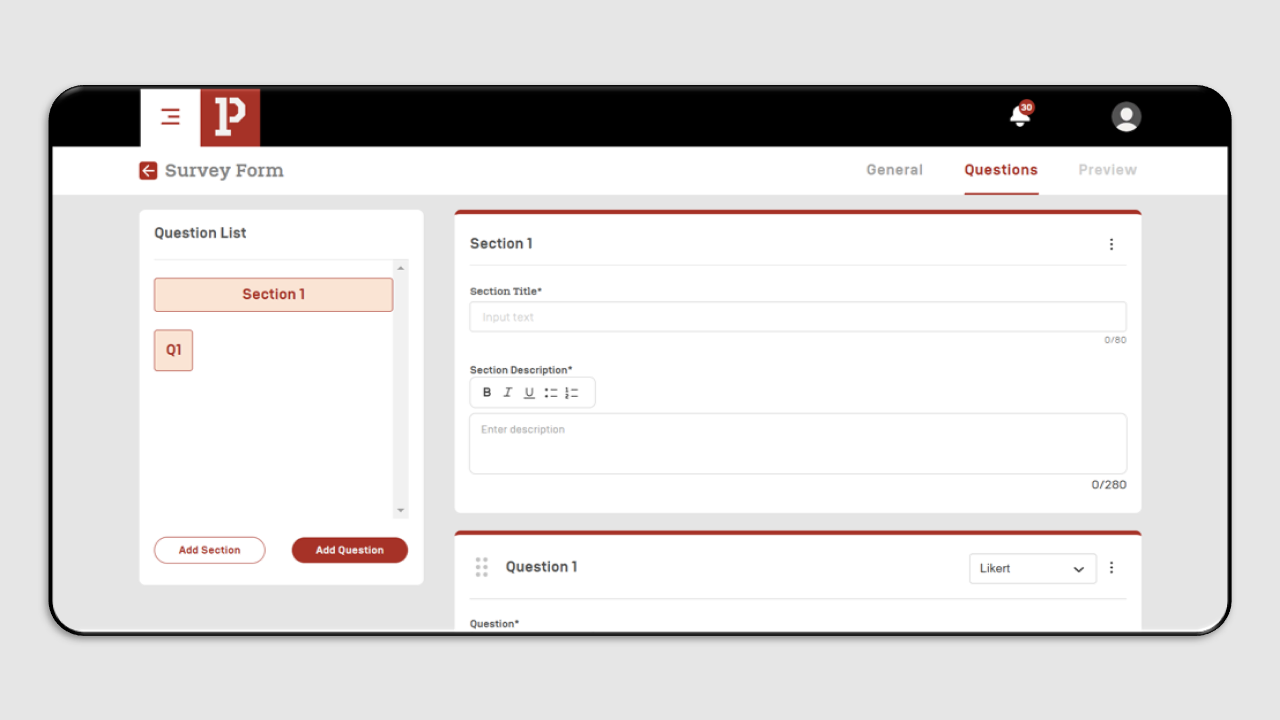 P
30
Survey Form
General
Questions
Preview
Question List
Section 1
Q1
Add Section
Add Question
Section 1
Section Title*
Input text
0/80
Section Description*
B I U
Enter description
0/280
Question 1
Likert
Question*